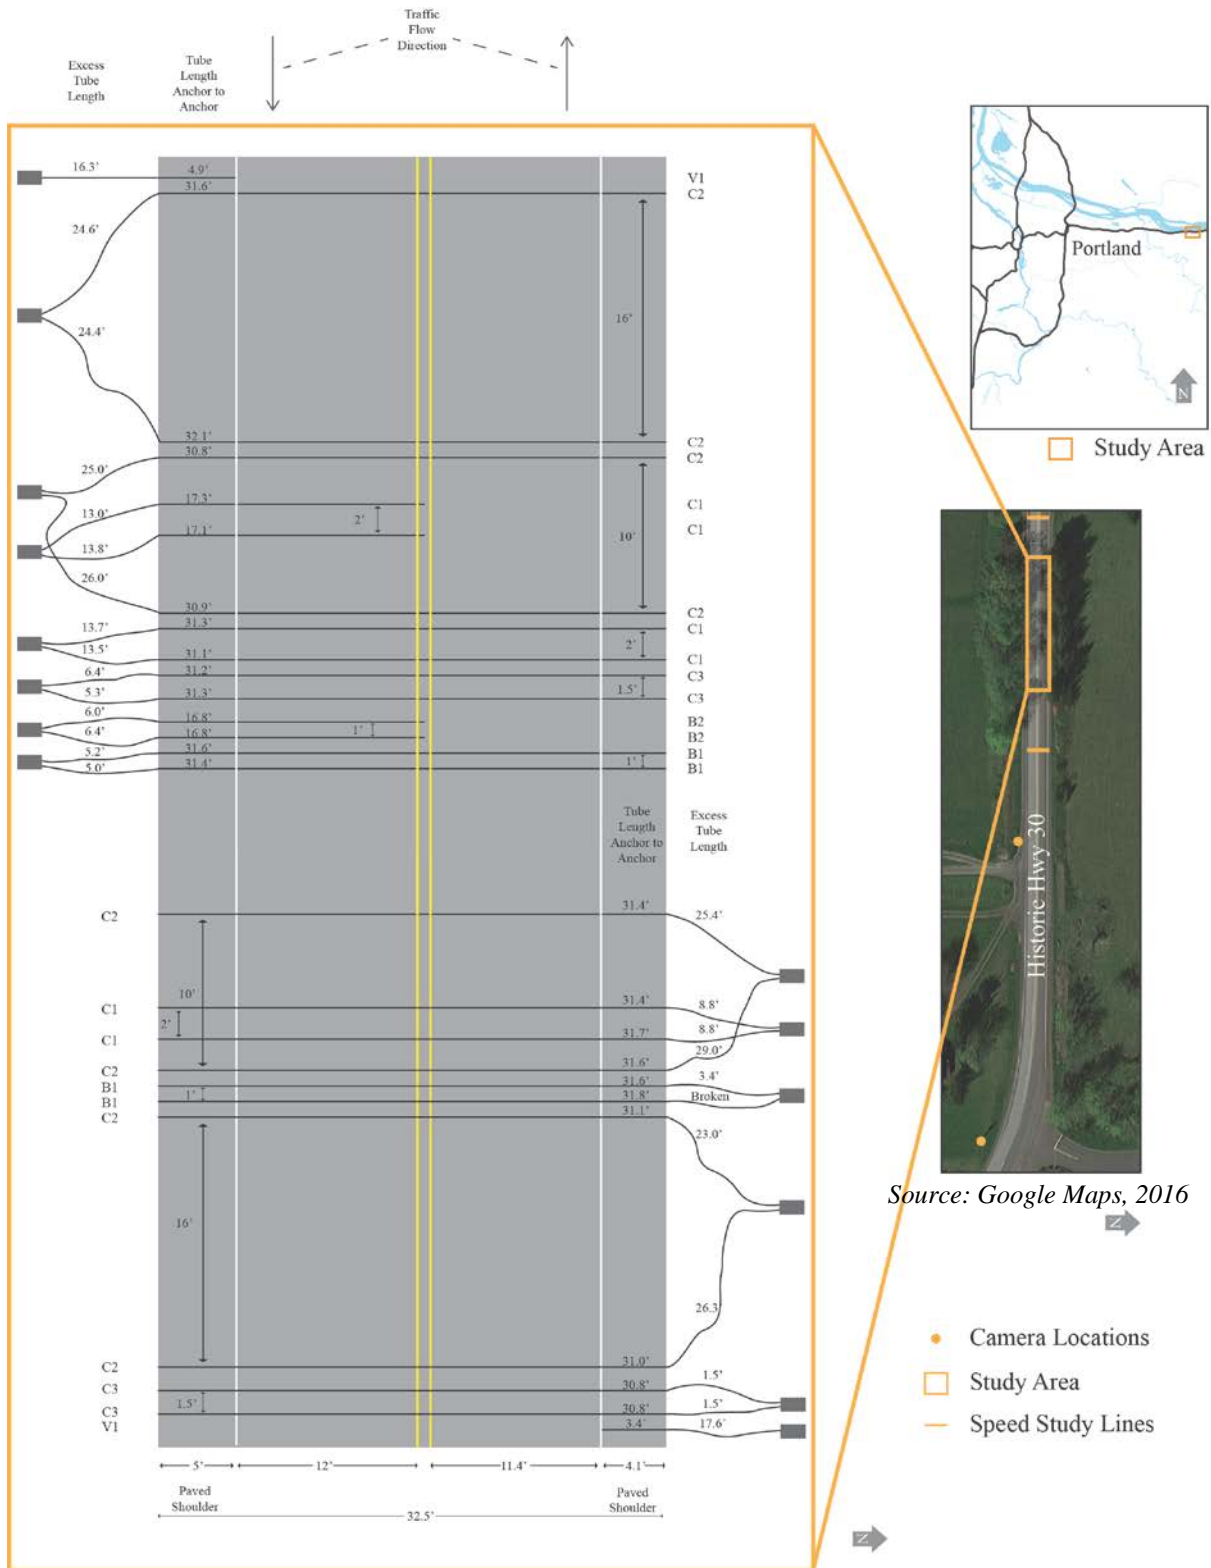 Traffic
Flow
Direction
Excess
Tube
Length
Tube
Length
Anchor to
Anchor
16.3’
4.9’
V1
31.6’
C2
24.6’
16’
24.4’
32.1’
C2
30.8’
C2
25.0’
17.3’
C1
13.0’
2’
17.1’
C1
10’
13.8’
26.0’
30.9’
C2
13.7’
31.3’
C1
2’
13.5’
31.1’
C1
6.4’
31.2’
C3
1.5’
5.3’
31.3’
C3
6.0’
16.8’
B2
1’
6.4’
16.8’
B2
5.2’
31.6’
B1
1’
5.0’
31.4’
B1
Tube
Length
Anchor to
Anchor
Excess
Tube
Length
C2
31.4’
25.4’
10’
C1
31.4’
8.8’
2’
C1
31.7’
8.8’
29.0’
C2
31.6’
B1
31.6’
3.4’
1’
B1
31.8’
Broken
C2
31.1’
23.0’
16’
26.3’
C2
31.0’
1.5’
C3
30.8’
1.5’
C3
30.8’
1.5’
V1
3.4’
17.6’
5’
12’
11.4’
4.1’
Paved
Shoulder
Paved
Shoulder
32.5’
N
Portland
N
Study Area
Historic Hwy 30
Source: Google Maps, 2016
N
Camera Locations
Study Area
Speed Study Lines